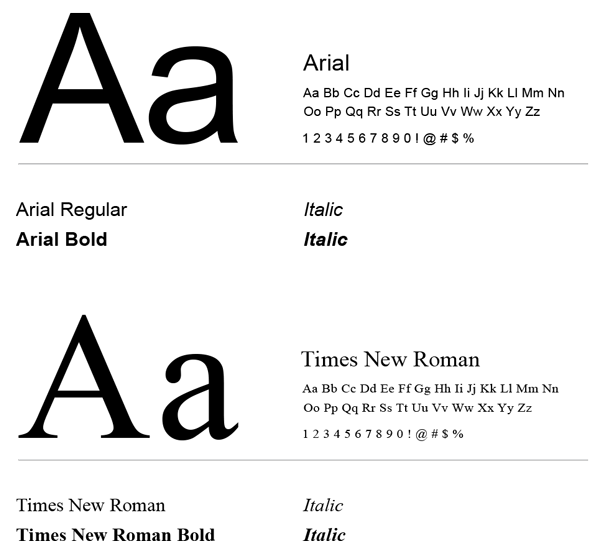 Aa
Arial
Aa Bb Cc Dd Ee Ff Gg Hh Ii Jj Kk Ll Mm Nn
Oo Pp Qq Rr Ss Tt Uu Vv Ww Xx Yy Zz
1 2 3 4 5 6 7 8 9 0 ! @ # $ %
Arial Regular
Italic
Arial Bold
Italic
Aa
Times New Roman
Aa Bb Cc Dd Ee Ff Gg Hh Ii Jj Kk Ll Mm Nn
Oo Pp Qq Rr Ss Tt Uu Vv Ww Xx Yy Zz
1 2 3 4 5 6 7 8 9 0 ! @ # $ %
Times New Roman
Italic
Times New Roman Bold
Italic